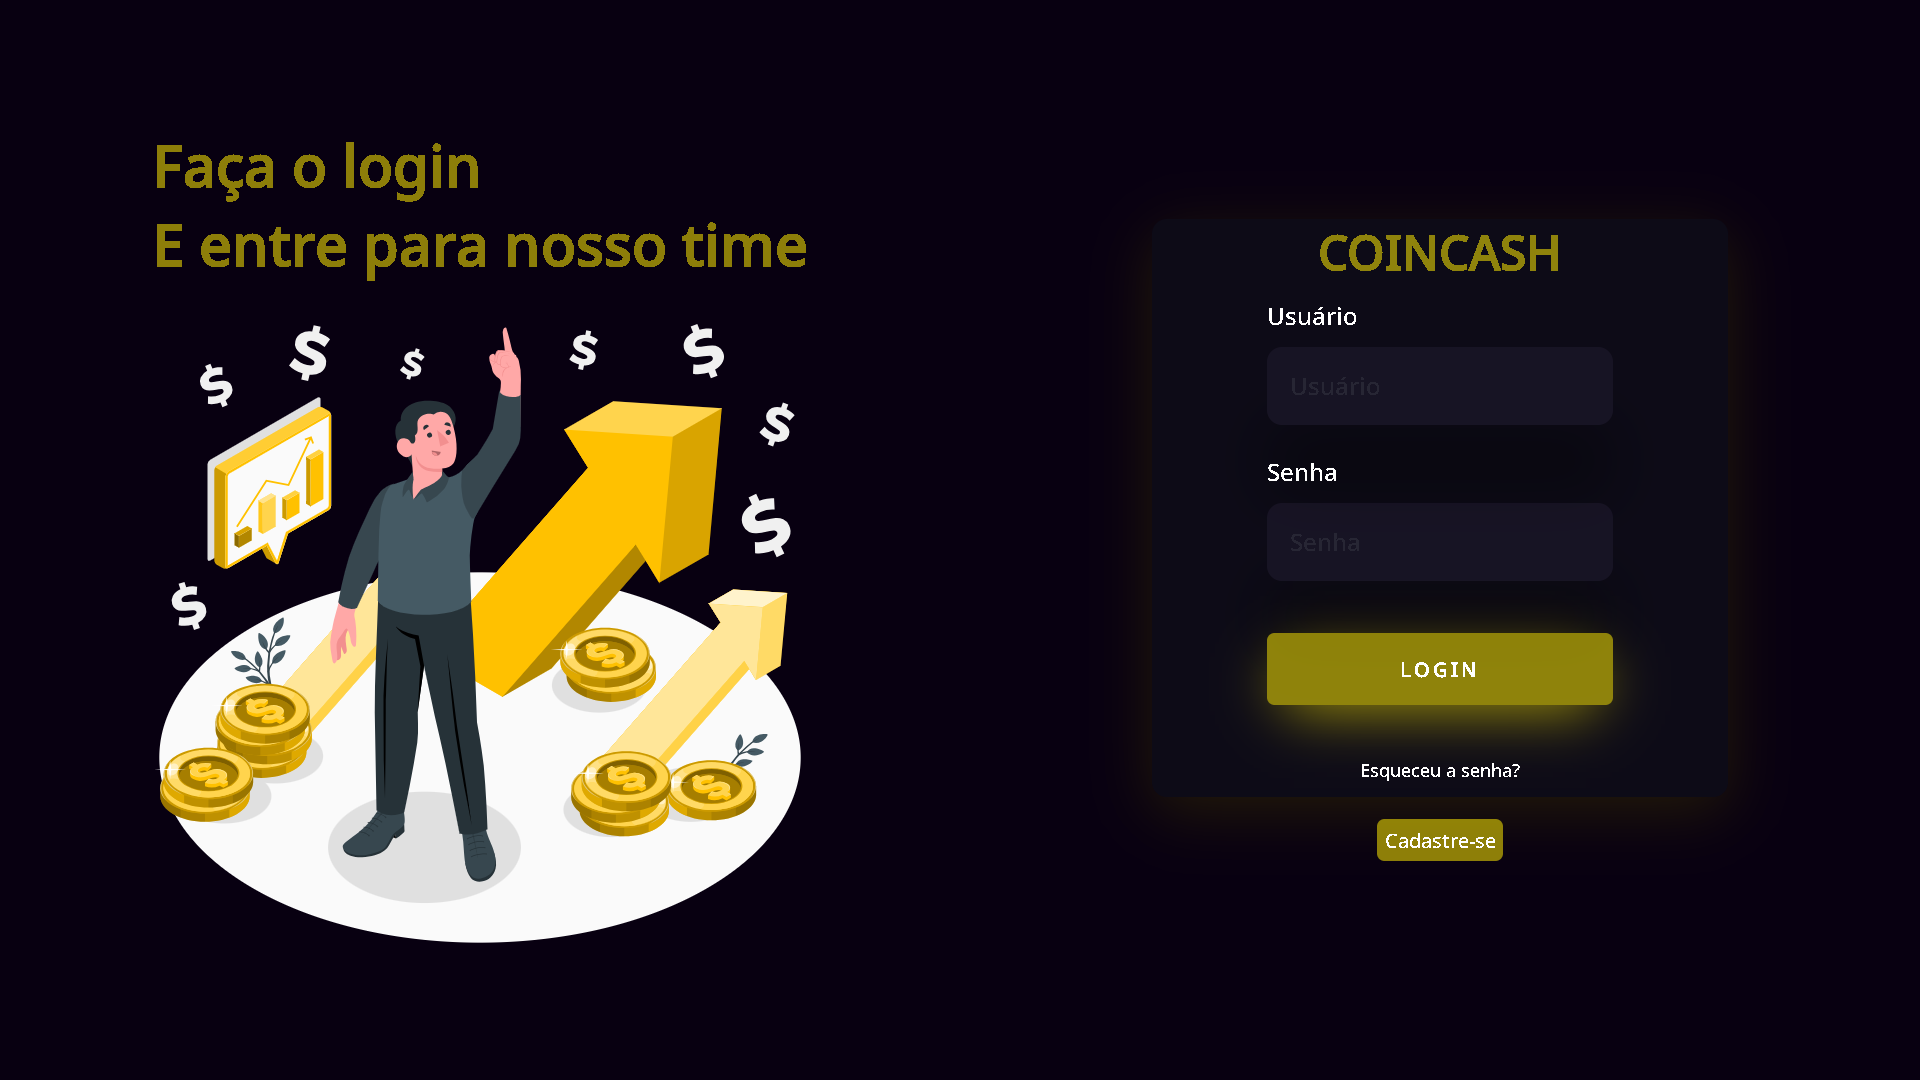 Faça o login
E entre para nosso time
COINCASH
Usuário
Usuário
Senha
Senha
LOGIN
Esqueceu a senha?
Cadastre-se